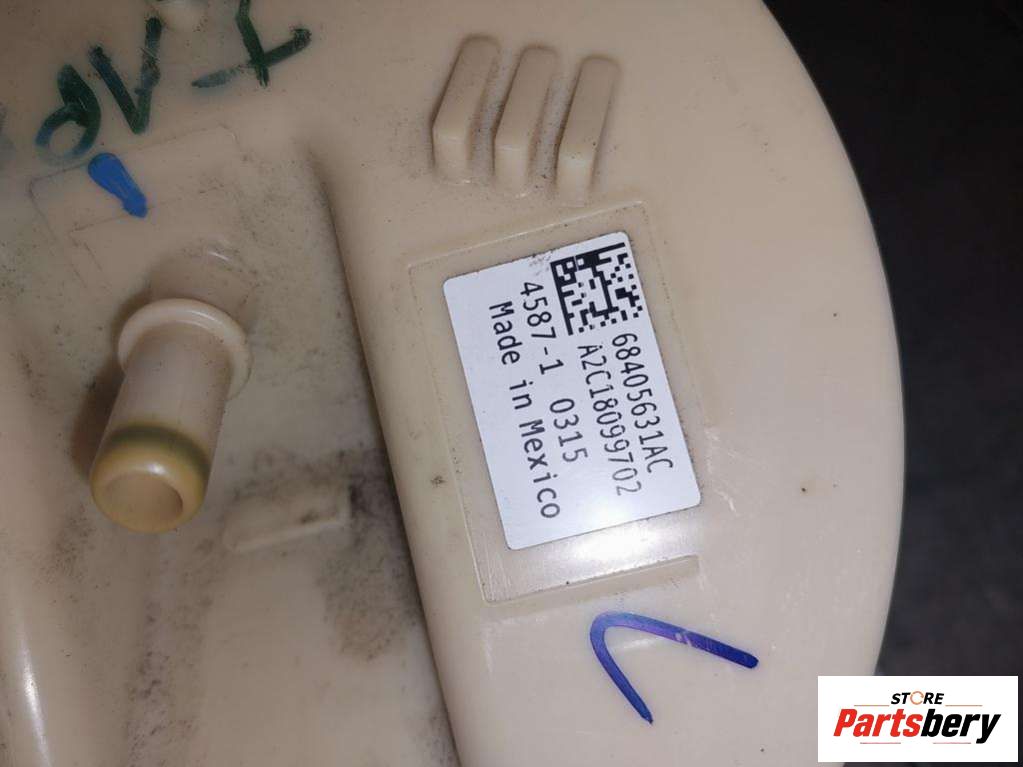 68405631AC
A2C18099702
4587-1 0315
Made in Mexico
STORE
Partsbery